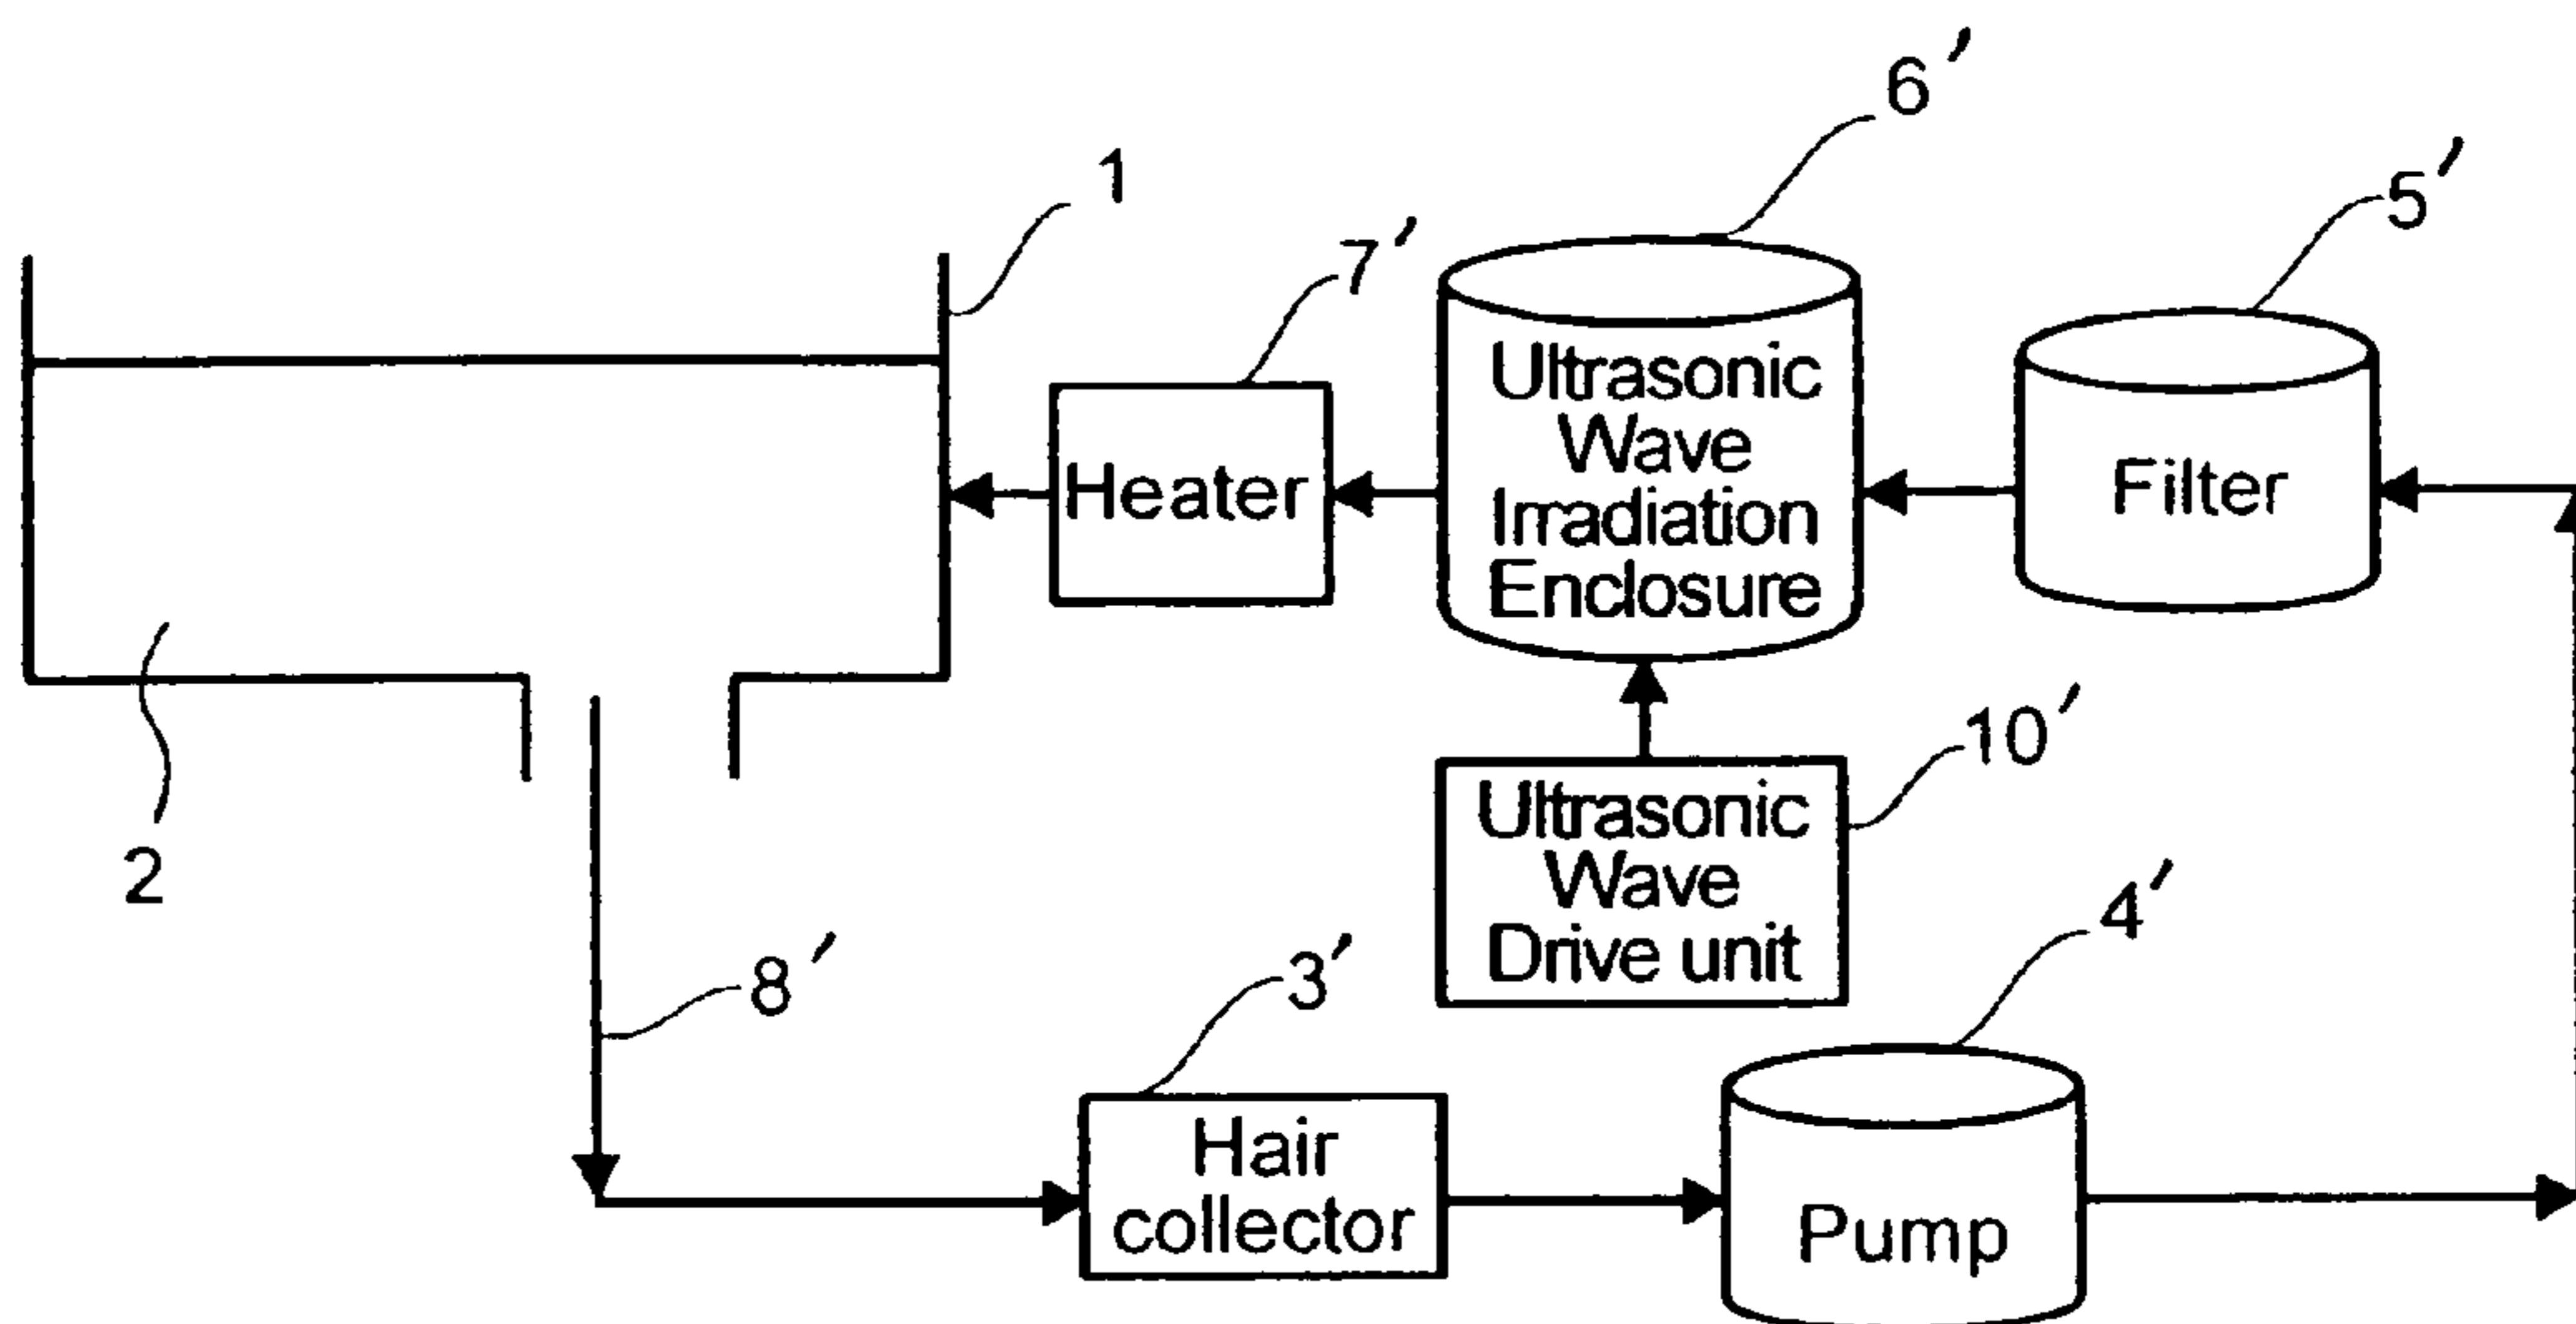 6′
5′
1
7′
Ultrasonic
Wave
Irradiation
Enclosure
Heater
Filter
10′
Ultrasonic
Wave
Drive unit
2
4′
8′
3′
Hair
collector
Pump